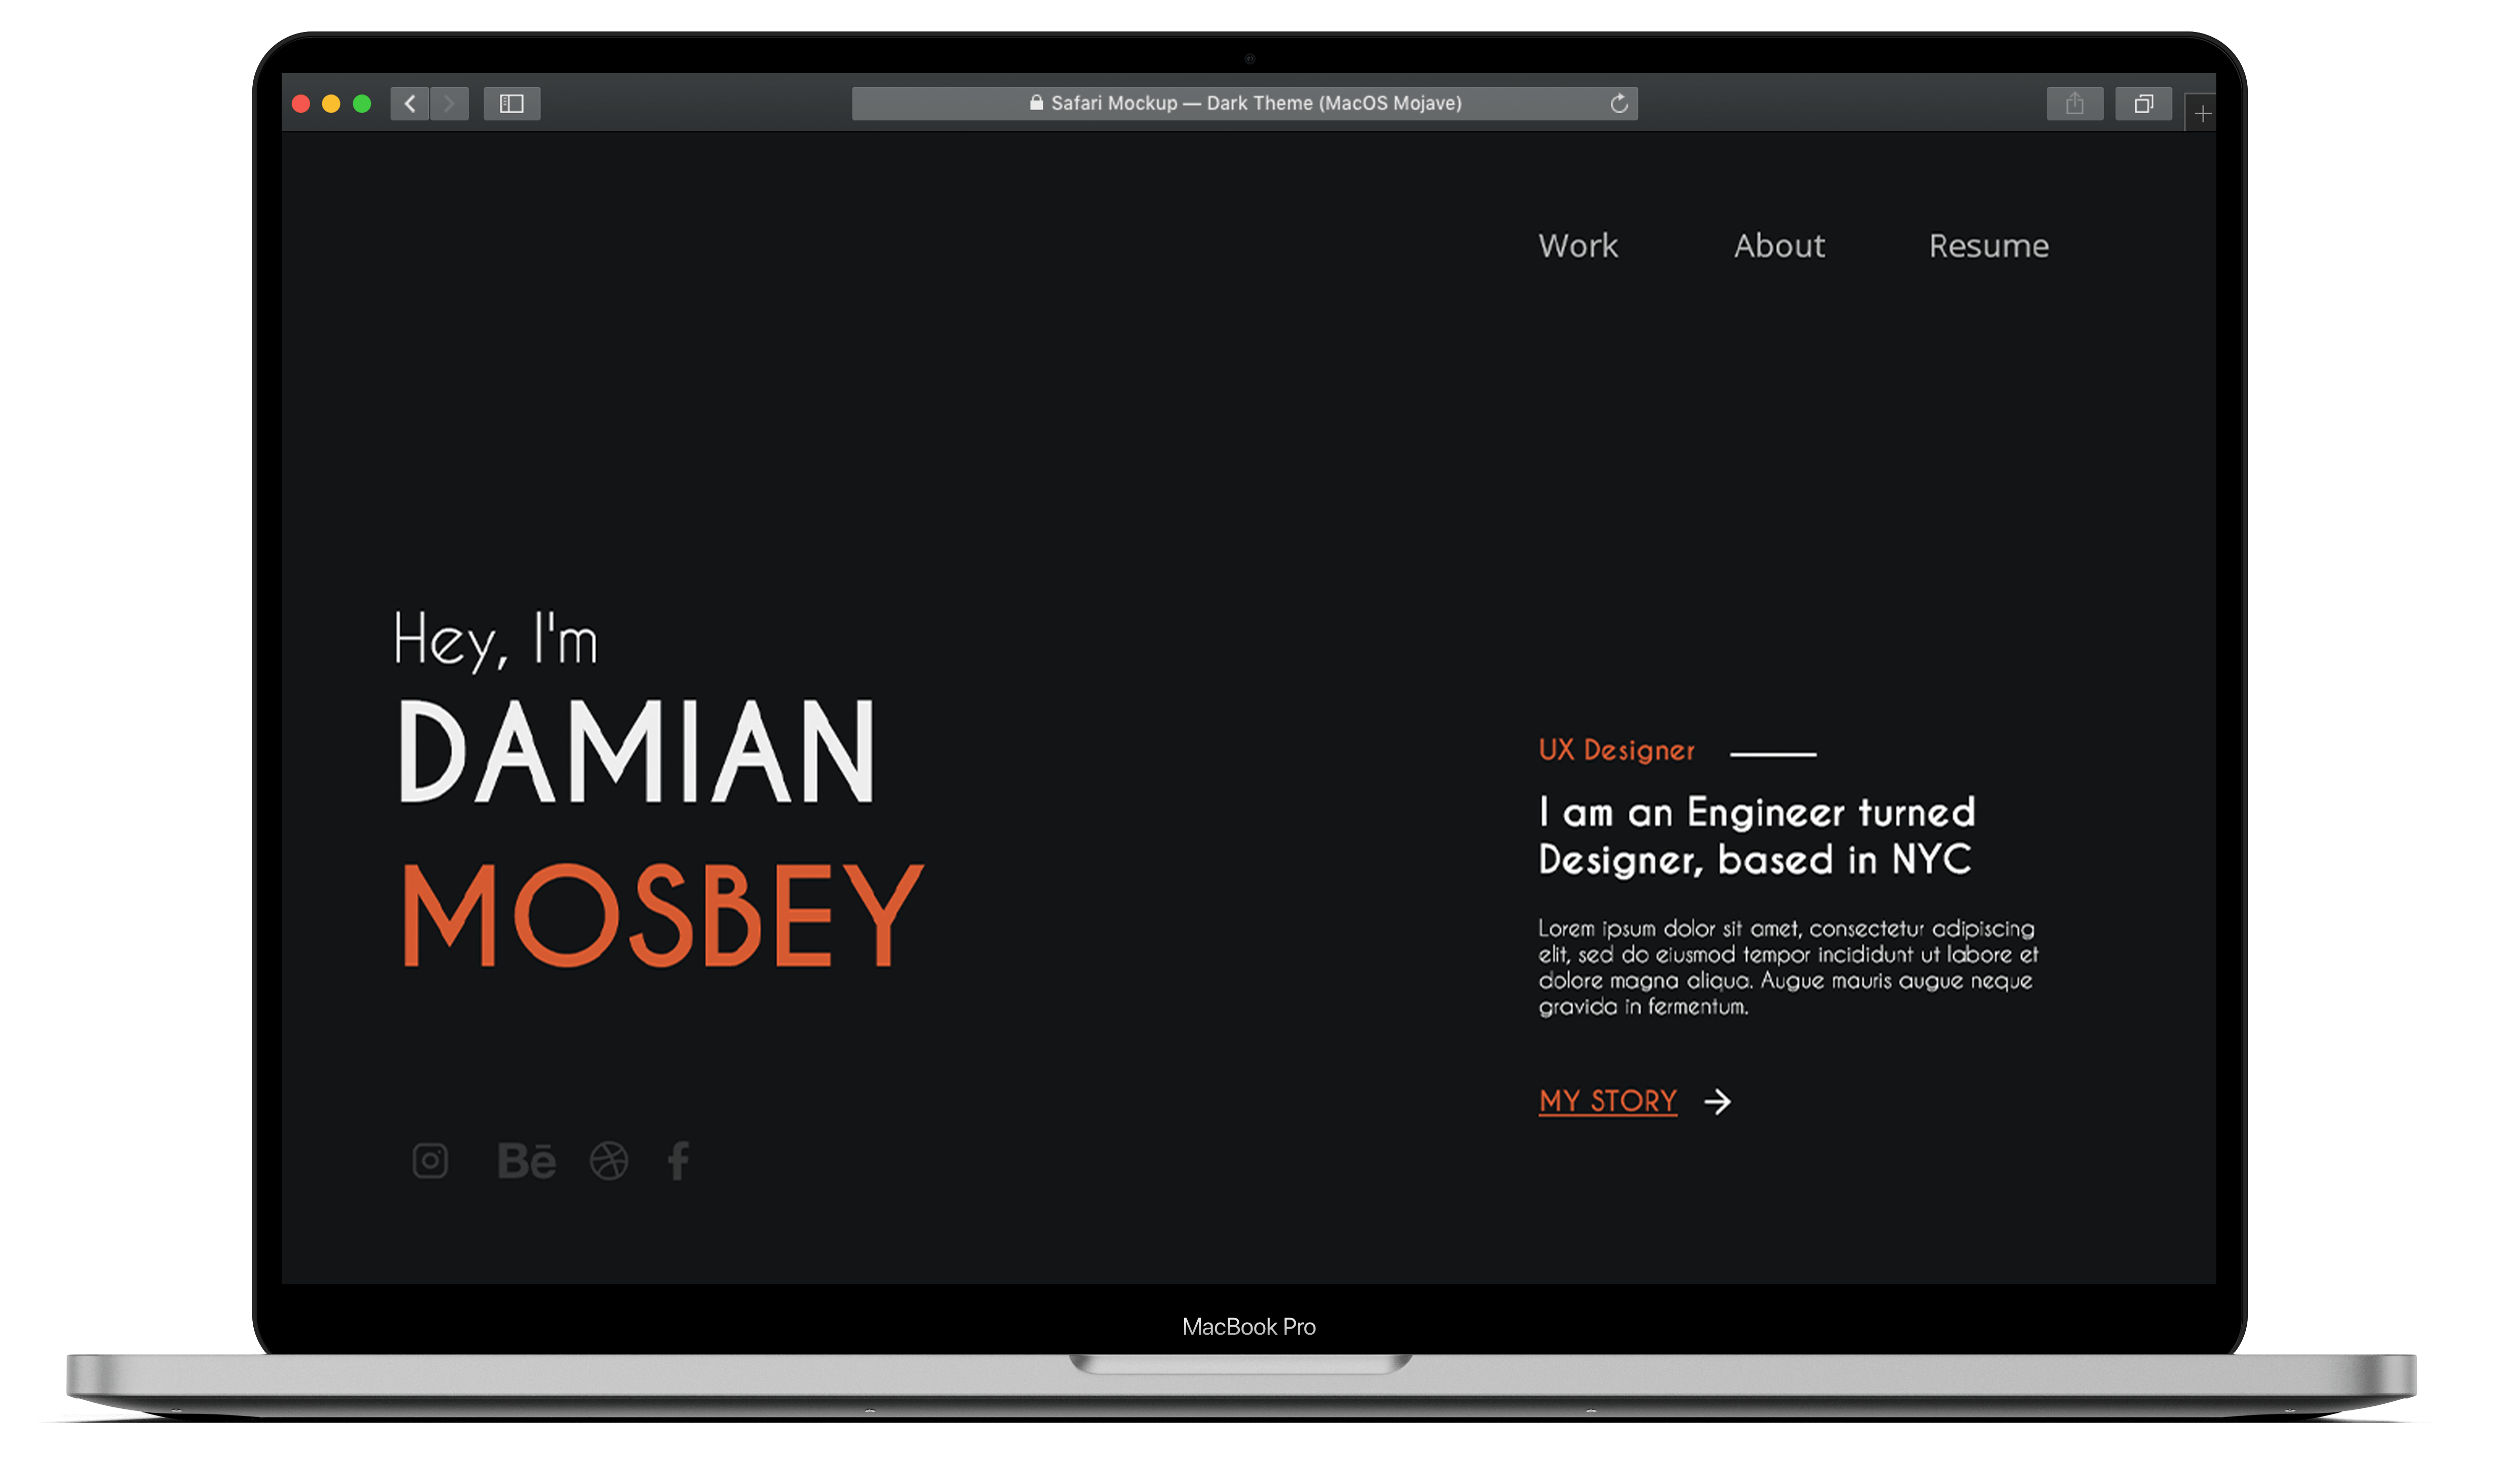 Safari Mockup — Dark Theme (MacOS Mojave)
Work About Resume
Hey, I'm
DAMIAN
MOSBEY
UX Designer
I am an Engineer turned
Designer, based in NYC
Lorem ipsum dolor sit amet, consectetur adipiscing
elit, sed do eiusmod tempor incididunt ut labore et
dolore magna aliqua. Augue mauris augue neque
gravida in fermentum.
MY STORY
Bē
MacBook Pro